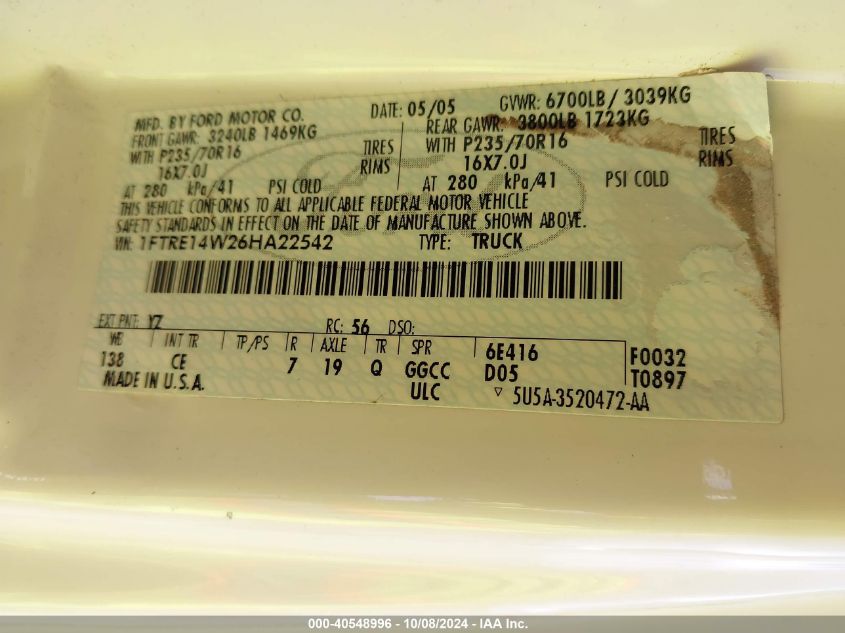 MFD. BY FORD MOTOR CO.
DATE: 05/05
GVWR: 6700LB / 3039KG
FRONT GAWR: 3240LB 1469KG
REAR GAWR: 3800LB 1723KG
WITH P235/70R16 TIRES
WITH P235/70R16 TIRES
16X7.0J RIMS
16X7.0J RIMS
AT 280 kPa/41 PSI COLD
AT 280 kPa/41 PSI COLD
THIS VEHICLE CONFORMS TO ALL APPLICABLE FEDERAL MOTOR VEHICLE
SAFETY STANDARDS IN EFFECT ON THE DATE OF MANUFACTURE SHOWN ABOVE.
VIN: 1FTRE14W26HA22542
TYPE: TRUCK
EXT PNT: YZ
RC: 56 DSO:
WB INT TR TP/PS R AXLE TR SPR
138 CE 7 19 Q GGCC
ULC
6E416
D05
F0032
T0897
MADE IN U.S.A.
▽ 5U5A-3520472-AA
000-40548996 - 10/08/2024 - IAA Inc.